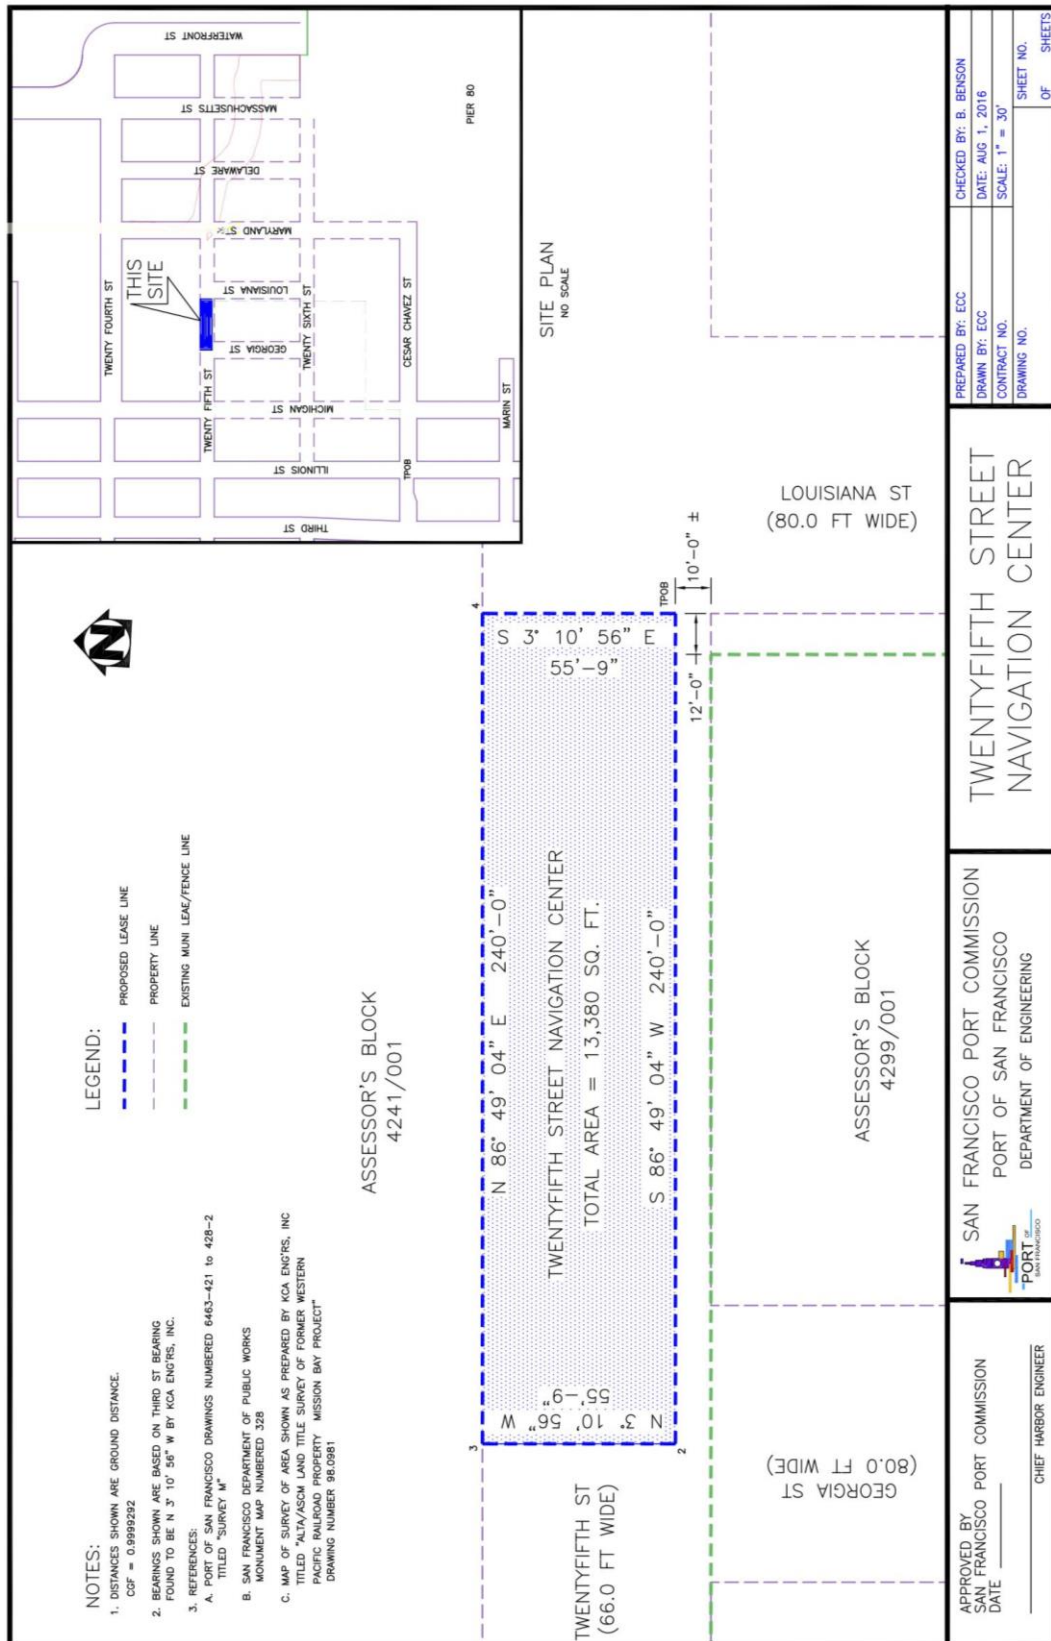 NOTES:
1. DISTANCES SHOWN ARE GROUND DISTANCE.
CGF = 0.9999292
2. BEARINGS SHOWN ARE BASED ON THIRD ST BEARING
FOUND TO BE N 3° 10' 56" W BY KCA ENG'RS, INC.
3. REFERENCES:
A. PORT OF SAN FRANCISCO DRAWINGS NUMBERED 6463-421 to 428-2
TITLED "SURVEY M"
B. SAN FRANCISCO DEPARTMENT OF PUBLIC WORKS
MONUMENT MAP NUMBERED 328
C. MAP OF SURVEY OF AREA SHOWN AS PREPARED BY KCA ENG'RS, INC
TITLED "ALTA/ASCM LAND TITLE SURVEY OF FORMER WESTERN
PACIFIC RAILROAD PROPERTY MISSION BAY PROJECT"
DRAWING NUMBER 98.0981
LEGEND:
PROPOSED LEASE LINE
PROPERTY LINE
EXISTING MUNI LEAE/FENCE LINE
N
THIRD ST
ILLINOIS ST
MICHIGAN ST
GEORGIA ST
LOUISIANA ST
MARYLAND ST
DELAWARE ST
MASSACHUSETTS ST
WATERFRONT ST
TWENTY FOURTH ST
THIS
SITE
TWENTY FIFTH ST
TWENTY SIXTH ST
CESAR CHAVEZ ST
TPOB
MARIN ST
PIER 80
SITE PLAN
NO SCALE
ASSESSOR'S BLOCK
4241/001
3
4
N 86° 49' 04" E 240'-0"
N 3° 10' 56" W
55'-9"
TWENTYFIFTH STREET NAVIGATION CENTER
TOTAL AREA = 13,380 SQ. FT.
S 3° 10' 56" E
55'-9"
S 86° 49' 04" W 240'-0"
2
TPOB
10'-0" ±
12'-0"
TWENTYFIFTH ST
(66.0 FT WIDE)
GEORGIA ST
(80.0 FT WIDE)
ASSESSOR'S BLOCK
4299/001
LOUISIANA ST
(80.0 FT WIDE)
APPROVED BY
SAN FRANCISCO PORT COMMISSION
DATE
CHIEF HARBOR ENGINEER
PORT OF
SAN FRANCISCO
SAN FRANCISCO PORT COMMISSION
PORT OF SAN FRANCISCO
DEPARTMENT OF ENGINEERING
TWENTYFIFTH STREET
NAVIGATION CENTER
PREPARED BY: ECC
CHECKED BY: B. BENSON
DRAWN BY: ECC
DATE: AUG 1, 2016
CONTRACT NO.
SCALE: 1" = 30'
DRAWING NO.
SHEET NO.
OF SHEETS